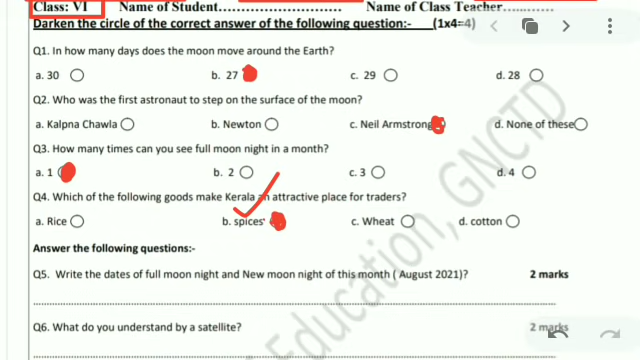 Class: VI Name of Student............................... Name of Class Teacher.............
Darken the circle of the correct answer of the following question:- (1x4=4)
Q1. In how many days does the moon move around the Earth?
a. 30 b. 27 c. 29 d. 28
Q2. Who was the first astronaut to step on the surface of the moon?
a. Kalpna Chawla b. Newton c. Neil Armstrong d. None of these
Q3. How many times can you see full moon night in a month?
a. 1 b. 2 c. 3 d. 4
Q4. Which of the following goods make Kerala an attractive place for traders?
a. Rice b. spices' c. Wheat d. cotton
Answer the following questions:-
Q5. Write the dates of full moon night and New moon night of this month ( August 2021)? 2 marks
Q6. What do you understand by a satellite? 2 marks
Education, GNCTD